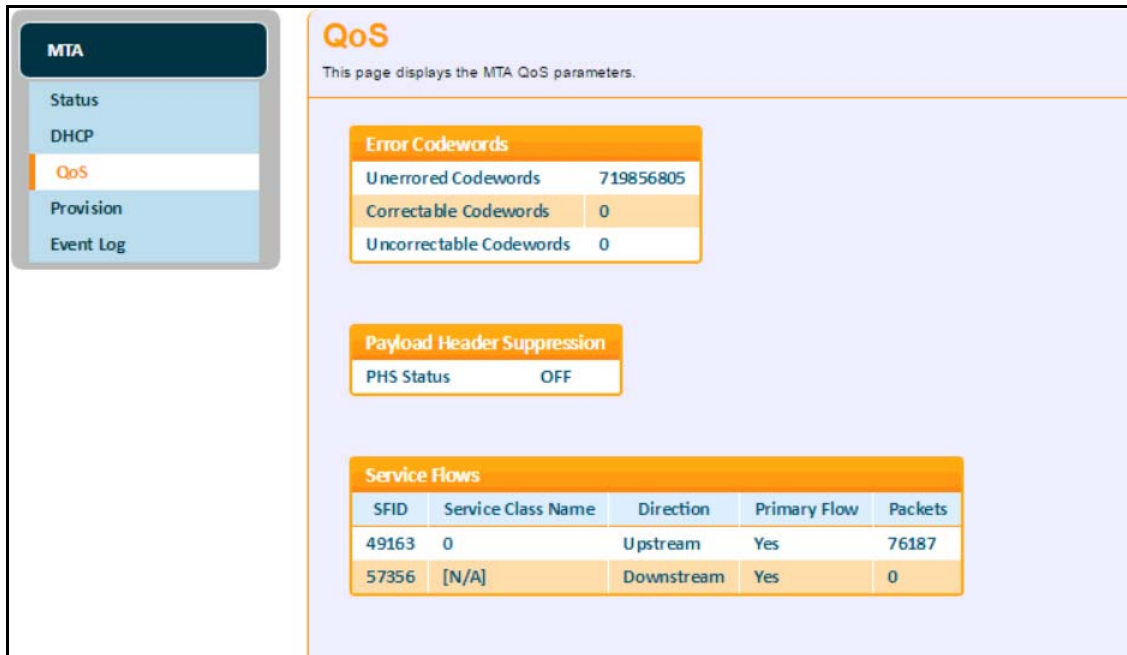 MTA
Status
DHCP
QoS
Provision
Event Log
QoS
This page displays the MTA QoS parameters.
Error Codewords
Unerrored Codewords 719856805
Correctable Codewords 0
Uncorrectable Codewords 0
Payload Header Suppression
PHS Status OFF
Service Flows
SFID Service Class Name Direction Primary Flow Packets
49163 0 Upstream Yes 76187
57356 [N/A] Downstream Yes 0